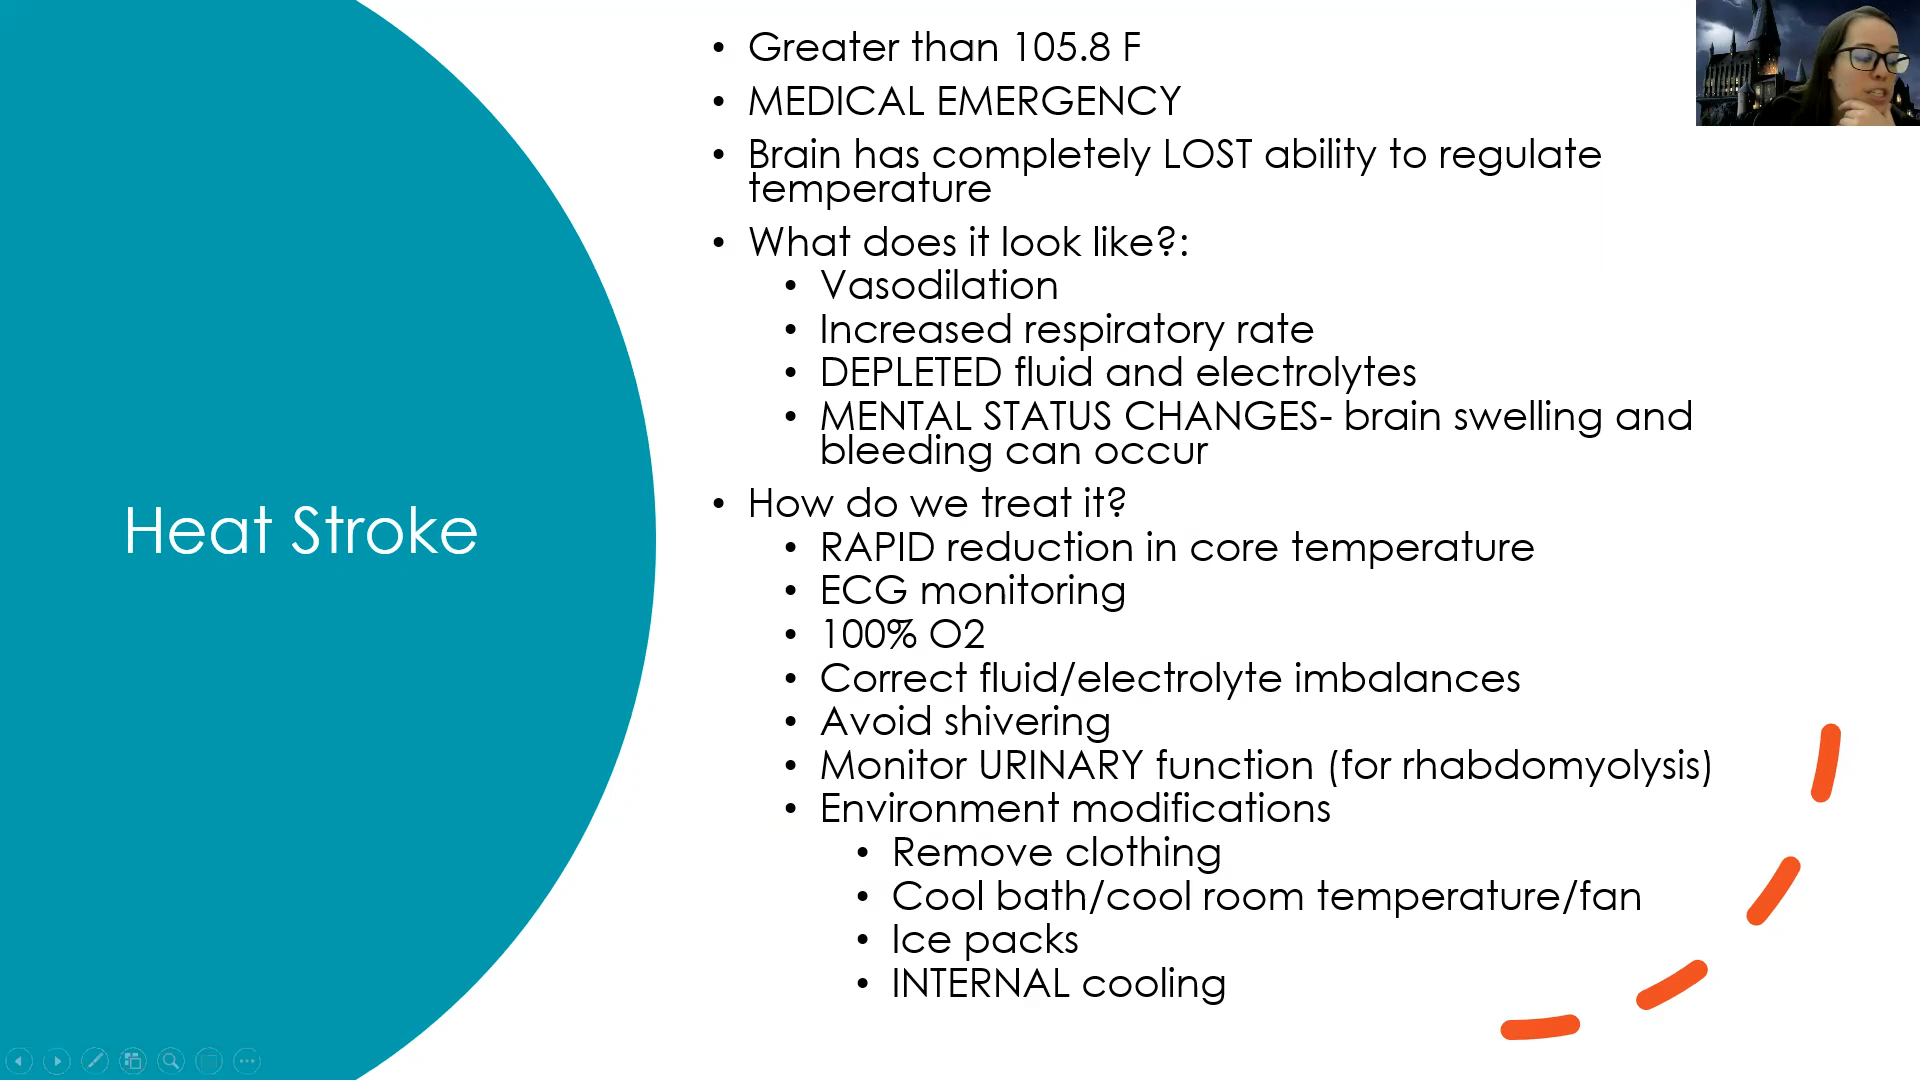 Heat Stroke
• Greater than 105.8 F
• MEDICAL EMERGENCY
• Brain has completely LOST ability to regulate
temperature
• What does it look like?:
• Vasodilation
• Increased respiratory rate
• DEPLETED fluid and electrolytes
• MENTAL STATUS CHANGES- brain swelling and
bleeding can occur
• How do we treat it?
• RAPID reduction in core temperature
• ECG monitoring
• 100% O2
• Correct fluid/electrolyte imbalances
• Avoid shivering
• Monitor URINARY function (for rhabdomyolysis)
• Environment modifications
• Remove clothing
• Cool bath/cool room temperature/fan
• Ice packs
• INTERNAL cooling